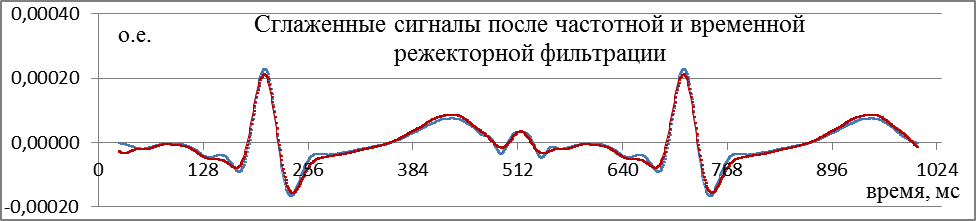 0,00040
Сглаженные сигналы после частотной и временной
о.е.
режекторной фильтрации
0,00020
0,00000
0 128 256 384 512 640 768 896 1024
время, мс
-0,00020